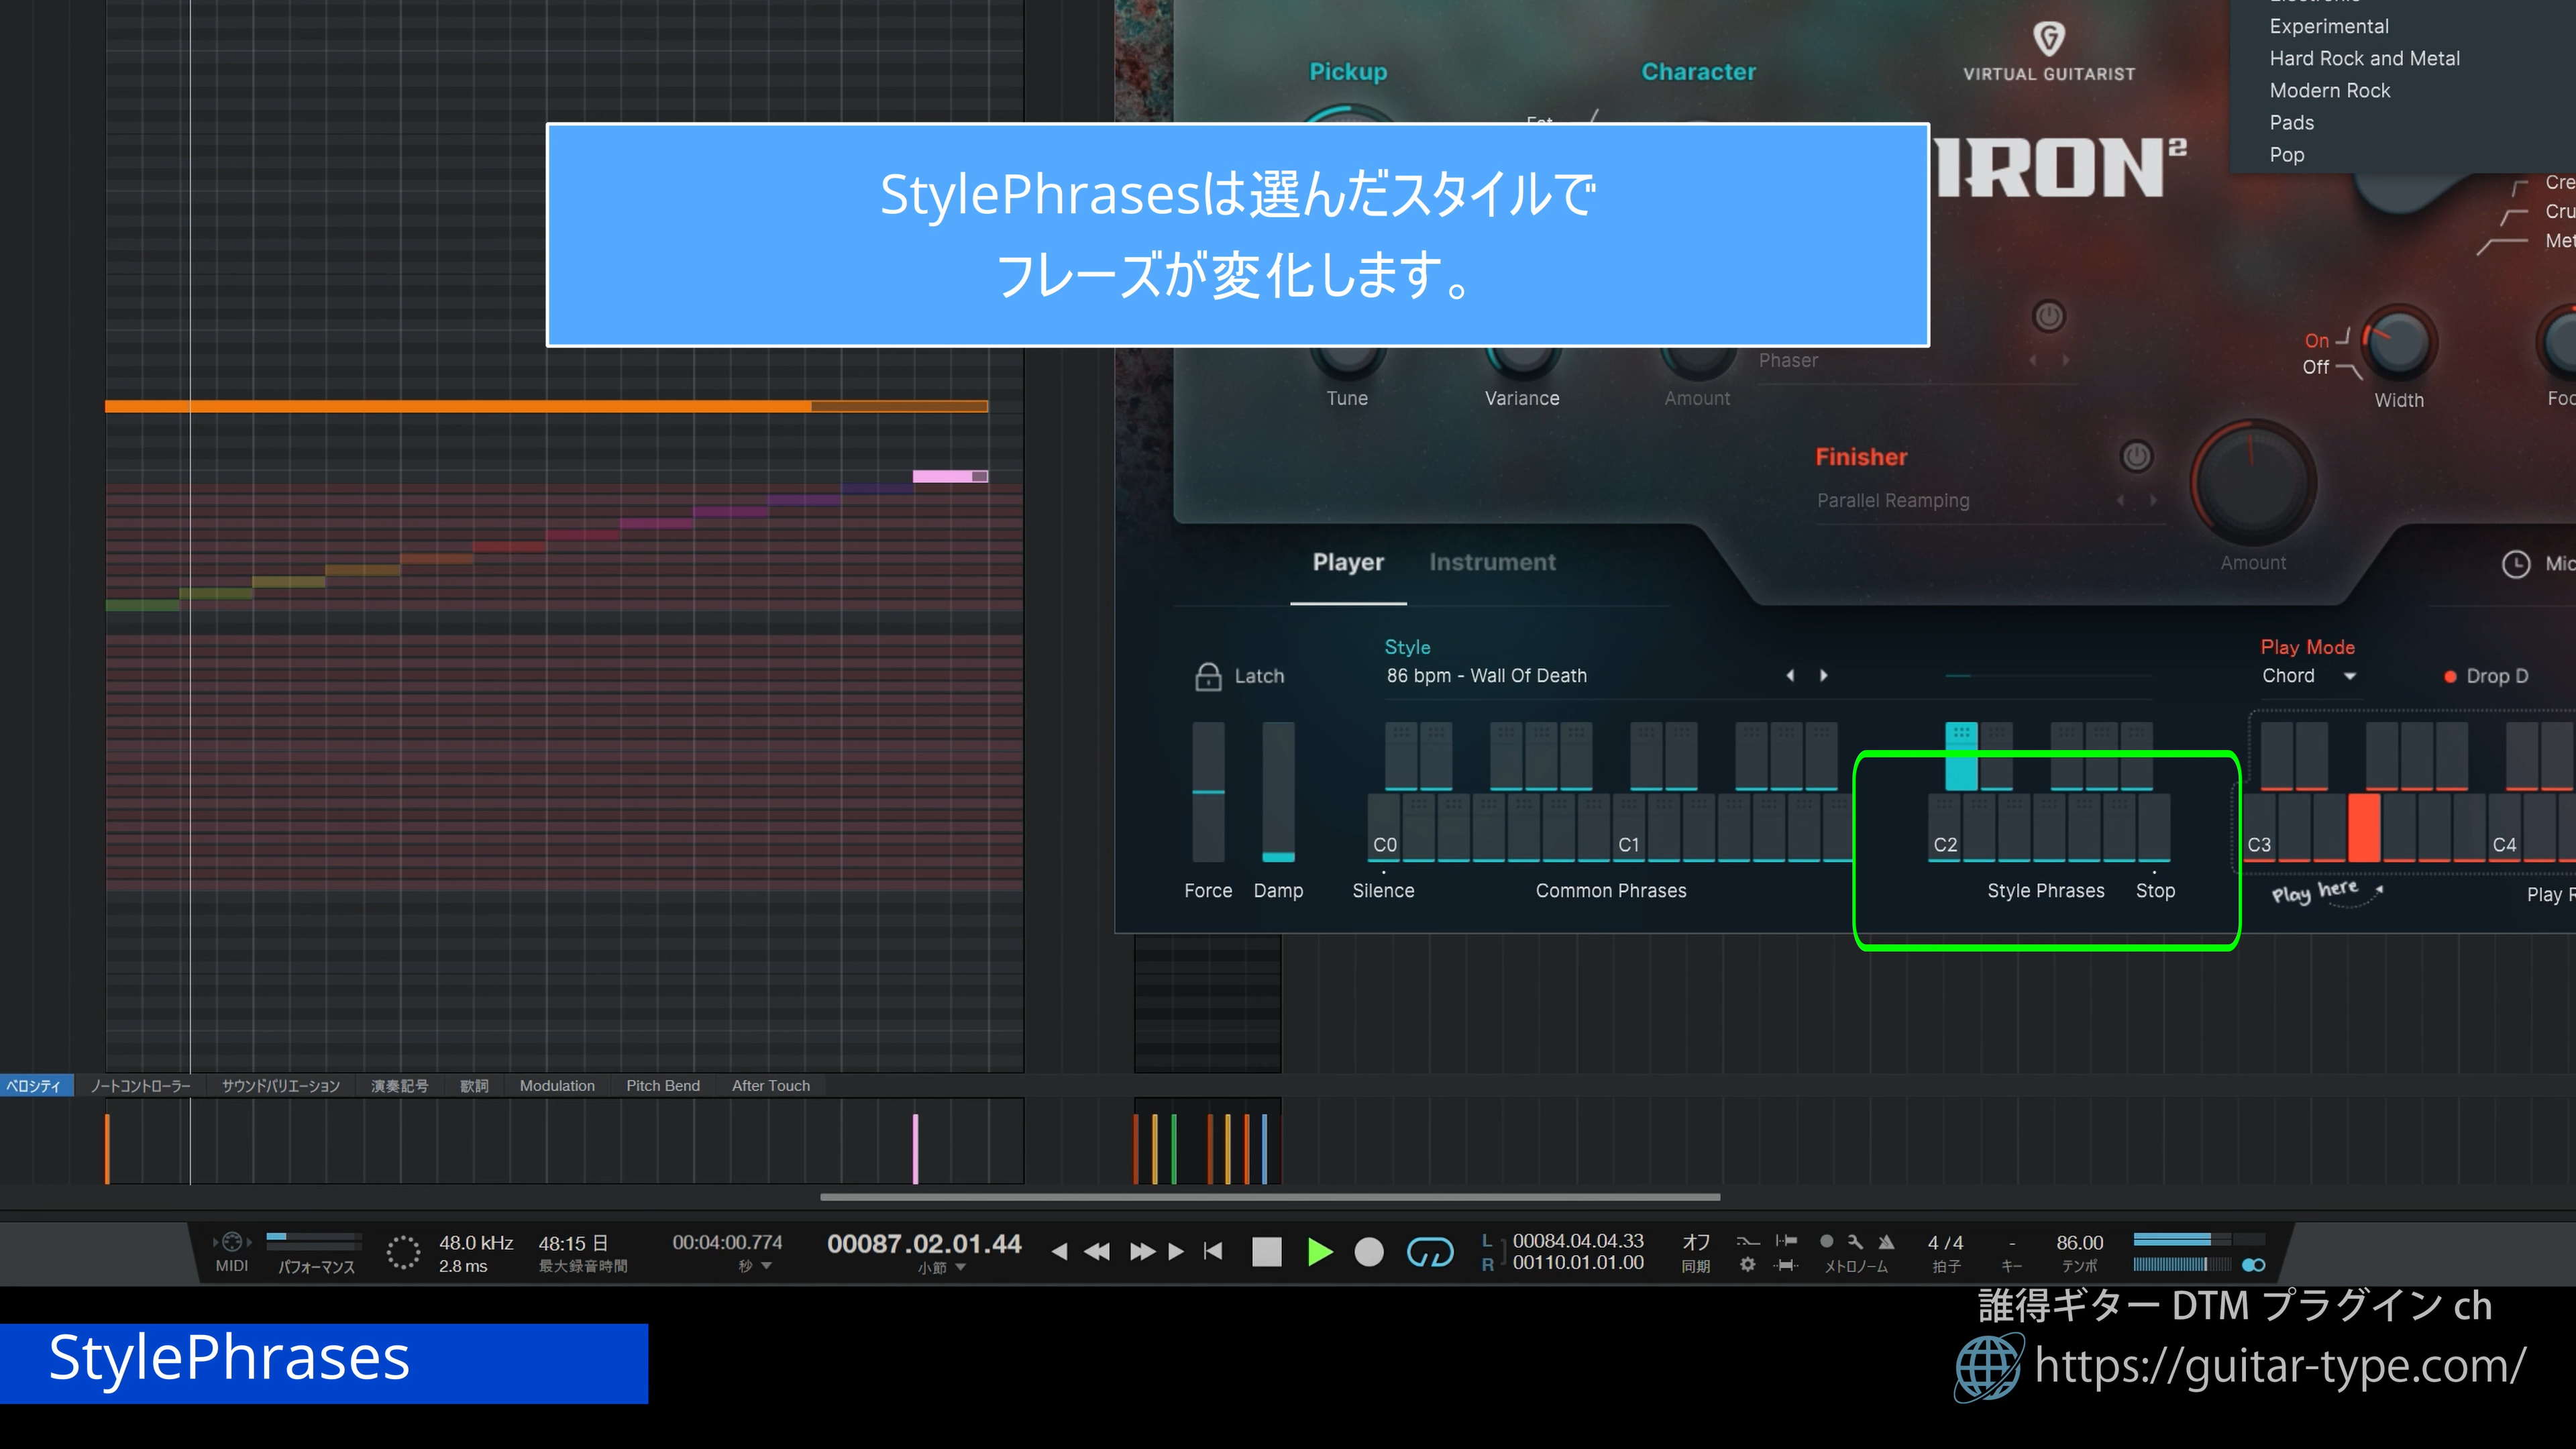 Experimental
Hard Rock and Metal
Modern Rock
Pads
Pop
Pickup
Character
VIRTUAL GUITARIST
IRON²
StylePhrasesは選んだスタイルで
フレーズが変化します。
Cre
Cru
Met
On
Off
Width
Foc
Tune
Variance
Amount
Phaser
Finisher
Parallel Reamping
Amount
Player
Instrument
Mic
Latch
Style
86 bpm - Wall Of Death
Play Mode
Chord
Drop D
C0
C1
C2
C3
C4
Force
Damp
Silence
Common Phrases
Style Phrases
Stop
Play here
Play R
ベロシティ
ノートコントローラー
サウンドバリエーション
演奏記号
歌詞
Modulation
Pitch Bend
After Touch
MIDI
パフォーマンス
48.0 kHz
2.8 ms
48:15 日
最大録音時間
00:04:00.774
秒
00087.02.01.44
小節
L 00084.04.04.33
R 00110.01.01.00
オフ
同期
メトロノーム
4 / 4
拍子
-
キー
86.00
テンポ
StylePhrases
誰得ギター DTM プラグイン ch
https://guitar-type.com/